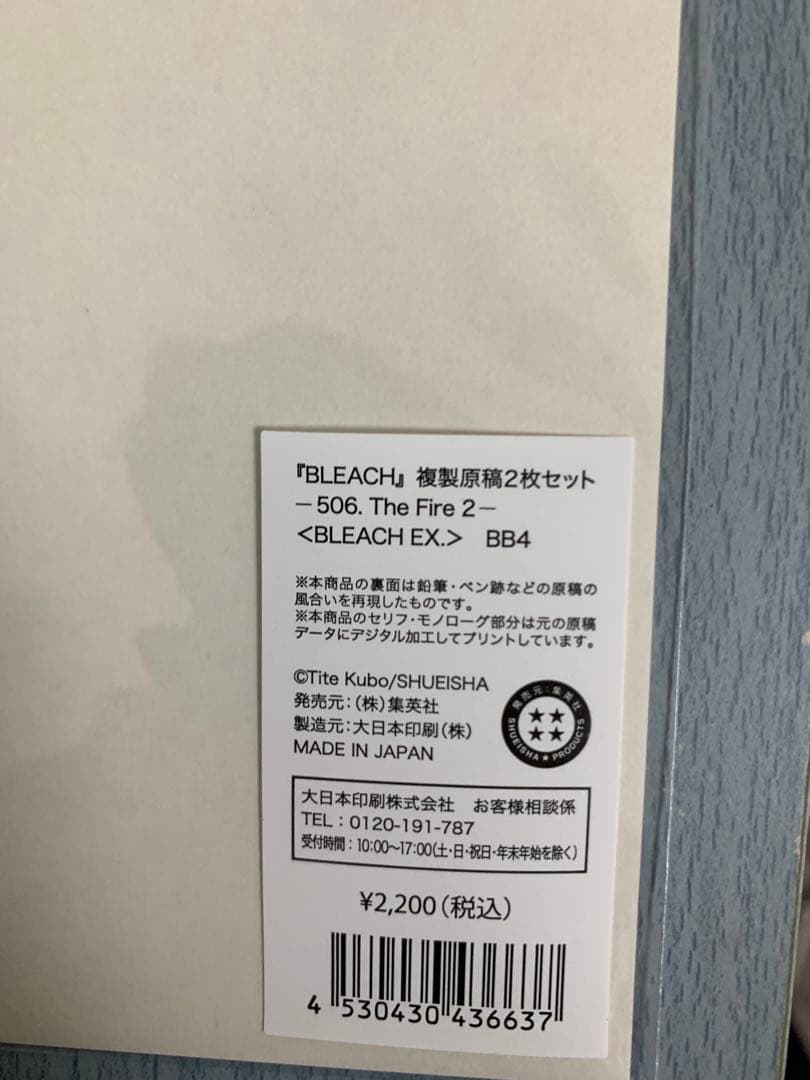 『BLEACH』複製原稿2枚セット
－506. The Fire 2－
＜BLEACH EX.＞　BB4
※本商品の裏面は鉛筆・ペン跡などの原稿の
風合いを再現したものです。
※本商品のセリフ・モノローグ部分は元の原稿
データにデジタル加工してプリントしています。
©Tite Kubo/SHUEISHA
発売元：（株）集英社
製造元：大日本印刷（株）
MADE IN JAPAN
発売元：集英社
SHUEISHA★PRODUCTS
大日本印刷株式会社　お客様相談係
TEL：0120-191-787
受付時間：10:00〜17:00（土・日・祝日・年末年始を除く）
¥2,200（税込）
4 530430 436637